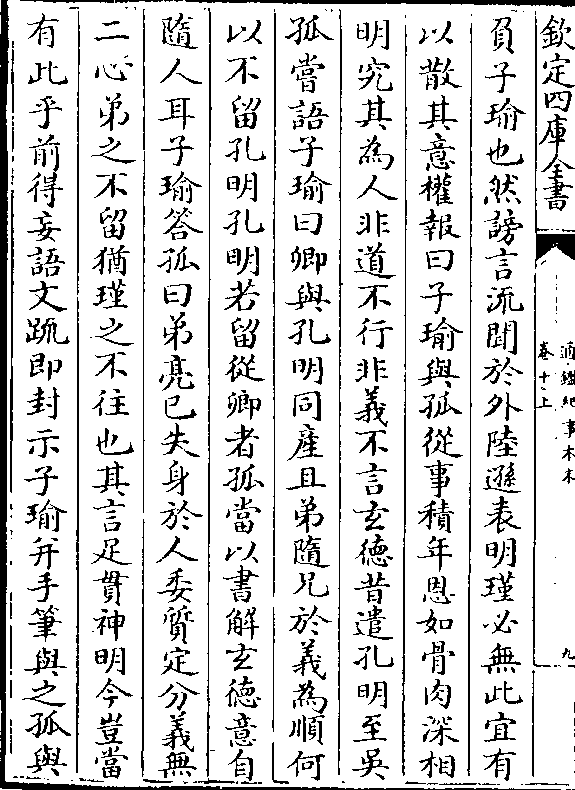 欽定四庫全書
通鑑紀事本末
卷十上
九
負子瑜也然謗言流聞於外陸遜表明瑾必無此宜有
以散其意權報曰子瑜與孤從事積年恩如骨肉深相
明究其為人非道不行非義不言玄德昔遣孔明至吳
孤嘗語子瑜曰卿與孔明同產且弟隨兄於義為順何
以不留孔明孔明若留從卿者孤當以書解玄德意自
隨人耳子瑜答孤曰弟亮已失身於人委質定分義無
二心弟之不留猶瑾之不往也其言足貫神明今豈當
有此乎前得妄語文疏即封示子瑜并手筆與之孤與